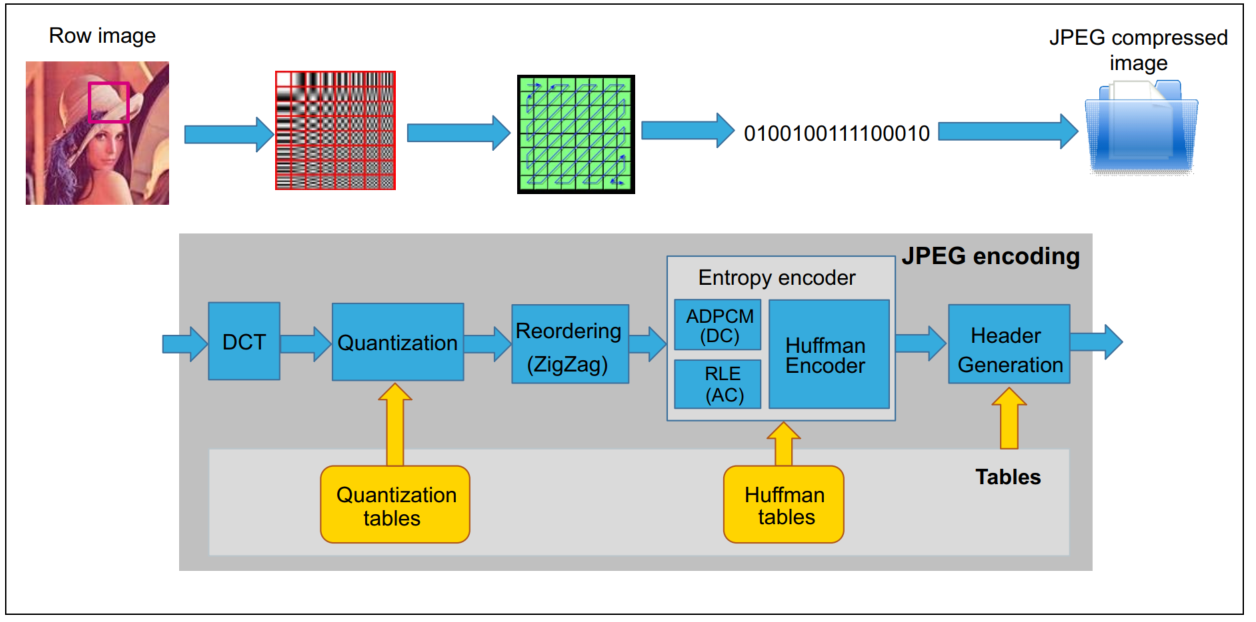 Row image
JPEG compressed
image
0100100111100010
JPEG encoding
Entropy encoder
DCT
Quantization
Reordering
(ZigZag)
ADPCM
(DC)
RLE
(AC)
Huffman
Encoder
Header
Generation
Tables
Quantization
tables
Huffman
tables